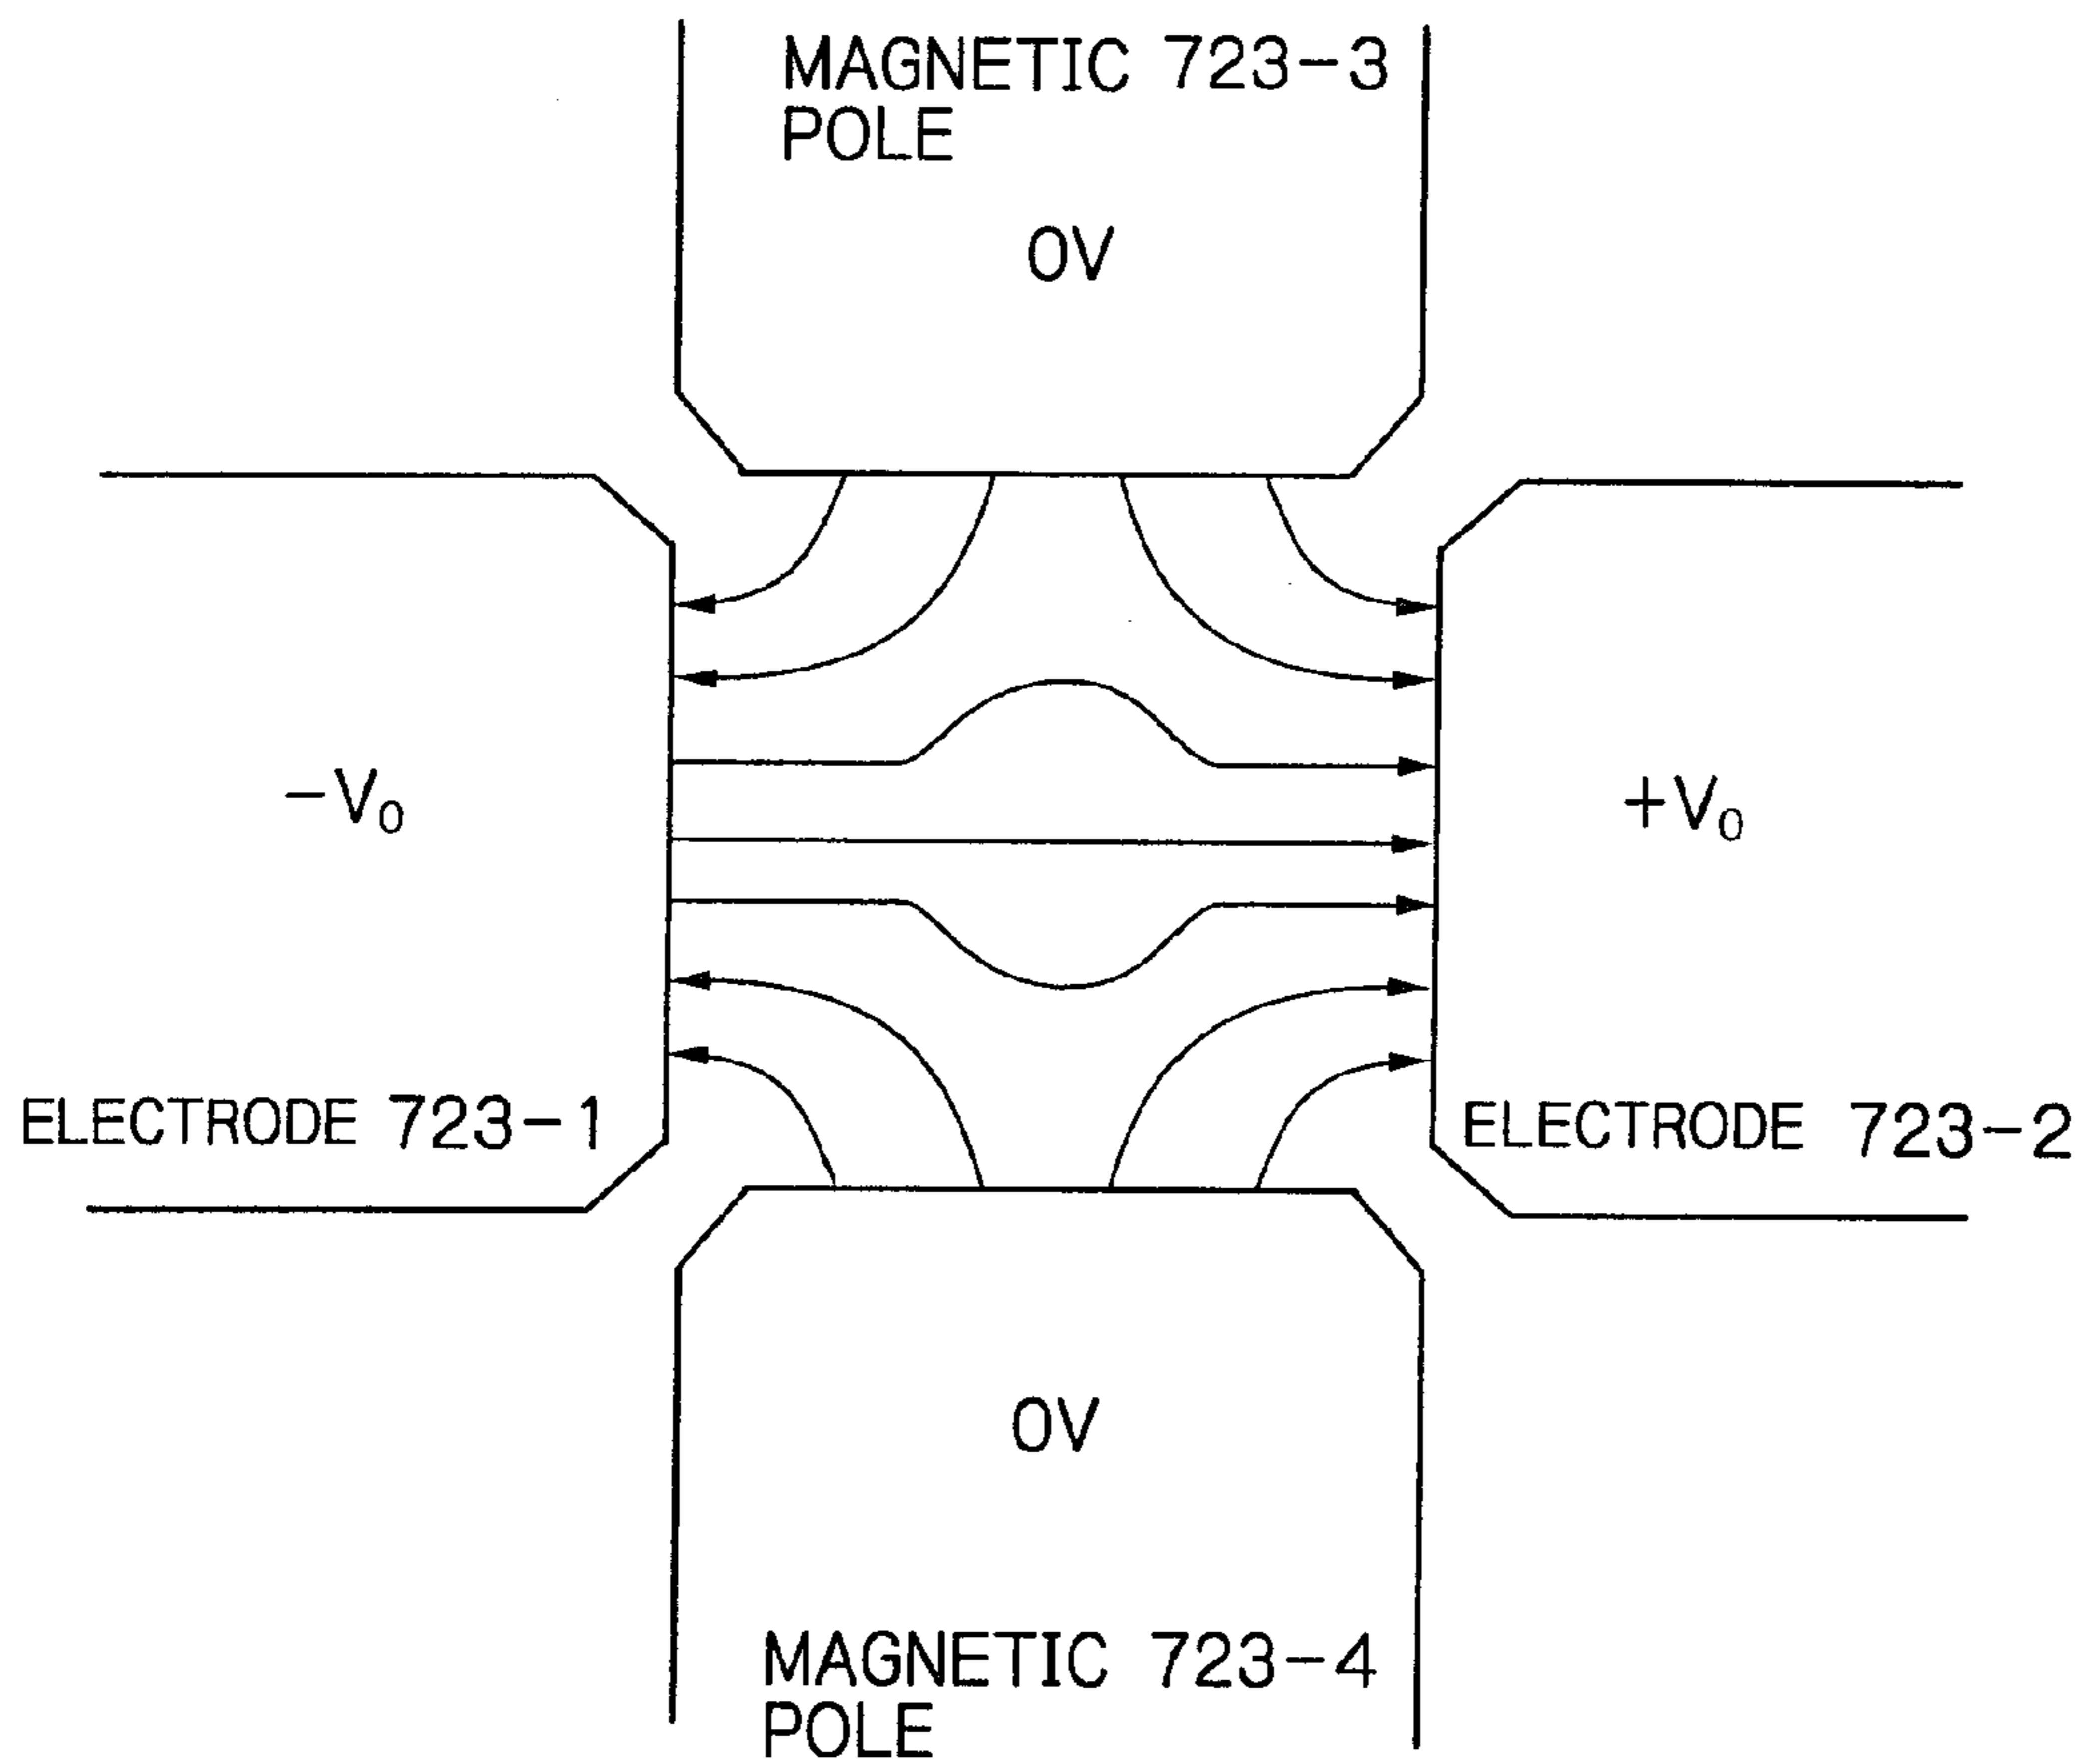 MAGNETIC 723-3
POLE
0V
-V₀
+V₀
ELECTRODE 723-1
ELECTRODE 723-2
0V
MAGNETIC 723-4
POLE